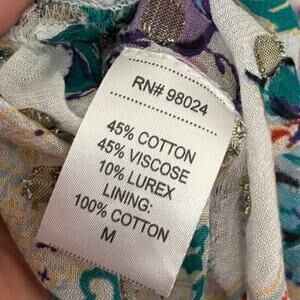 RN# 98024
45% COTTON
45% VISCOSE
10% LUREX
LINING:
100% COTTON
M